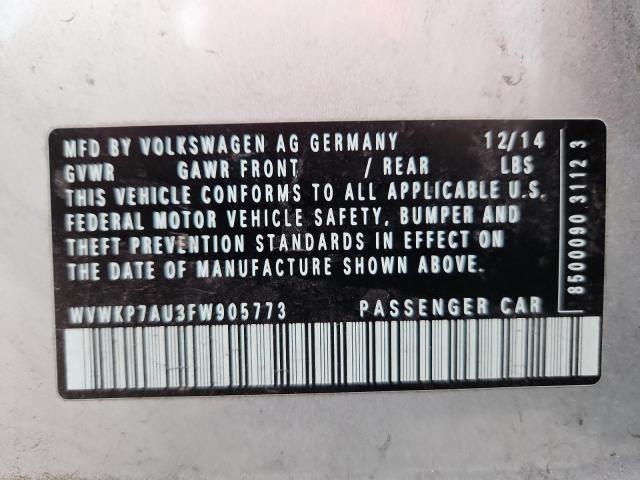 MFD BY VOLKSWAGEN AG GERMANY 12/14
GVWR GAWR FRONT / REAR LBS
THIS VEHICLE CONFORMS TO ALL APPLICABLE U.S.
FEDERAL MOTOR VEHICLE SAFETY, BUMPER AND
THEFT PREVENTION STANDARDS IN EFFECT ON
THE DATE OF MANUFACTURE SHOWN ABOVE.
WVWKP7AU3FW905773 PASSENGER CAR
8500090 3112 3